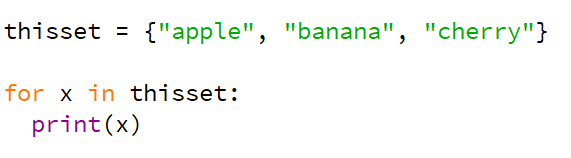 thisset = {"apple", "banana", "cherry"}
for x in thisset:
  print(x)